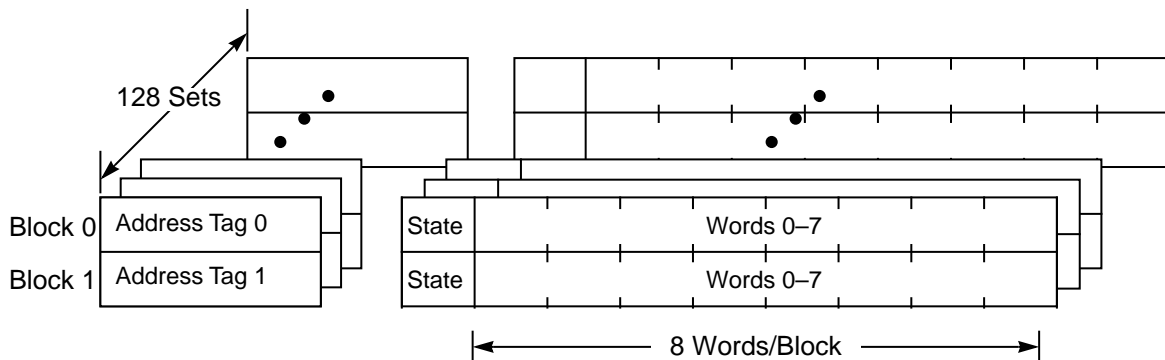 128 Sets
Block 0 Address Tag 0 State Words 0–7
Block 1 Address Tag 1 State Words 0–7
8 Words/Block